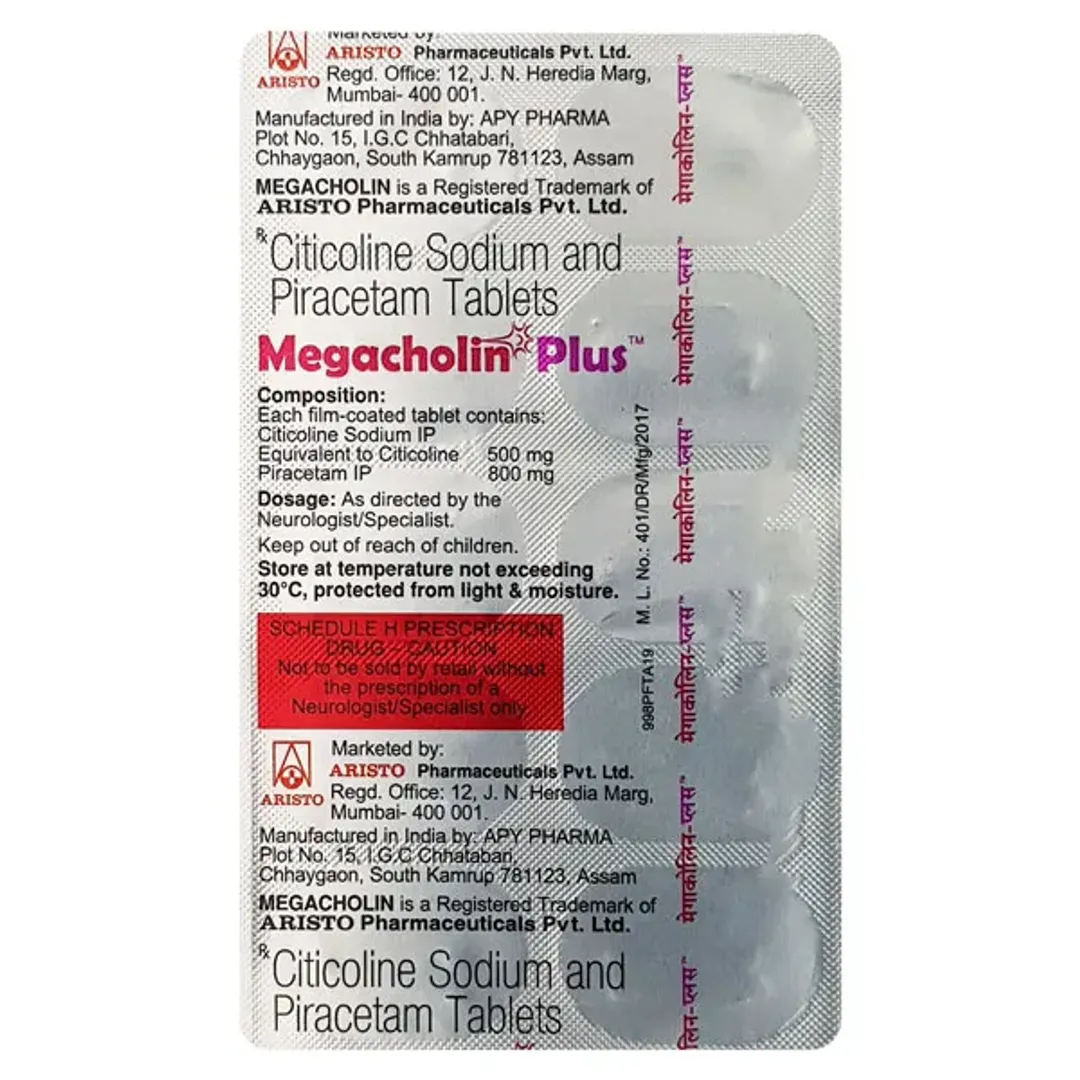 Marketed by:
ARISTO Pharmaceuticals Pvt. Ltd.
ARISTO
Regd. Office: 12, J. N. Heredia Marg,
Mumbai- 400 001.
Manufactured in India by: APY PHARMA
Plot No. 15, I.G.C Chhatabari,
Chhaygaon, South Kamrup 781123, Assam
MEGACHOLIN is a Registered Trademark of
ARISTO Pharmaceuticals Pvt. Ltd.
℞ Citicoline Sodium and
Piracetam Tablets
Megacholin Plus™
Composition:
Each film-coated tablet contains:
Citicoline Sodium IP
Equivalent to Citicoline 500 mg
Piracetam IP 800 mg
Dosage: As directed by the
Neurologist/Specialist.
Keep out of reach of children.
Store at temperature not exceeding
30°C, protected from light & moisture.
SCHEDULE H PRESCRIPTION
DRUG – CAUTION
Not to be sold by retail without
the prescription of a
Neurologist/Specialist only
Marketed by:
ARISTO Pharmaceuticals Pvt. Ltd.
ARISTO
Regd. Office: 12, J. N. Heredia Marg,
Mumbai- 400 001.
Manufactured in India by: APY PHARMA
Plot No. 15, I.G.C Chhatabari,
Chhaygaon, South Kamrup 781123, Assam
MEGACHOLIN is a Registered Trademark of
ARISTO Pharmaceuticals Pvt. Ltd.
℞ Citicoline Sodium and
Piracetam Tablets
M. L. No.: 401/DR/Mfg/2017
998PFTA19
मेगाकोलिन-प्लस™
मेगाकोलिन-प्लस™
मेगाकोलिन-प्लस™
मेगाकोलिन-प्लस™
मेगाकोलिन-प्लस™
लिन-प्लस™